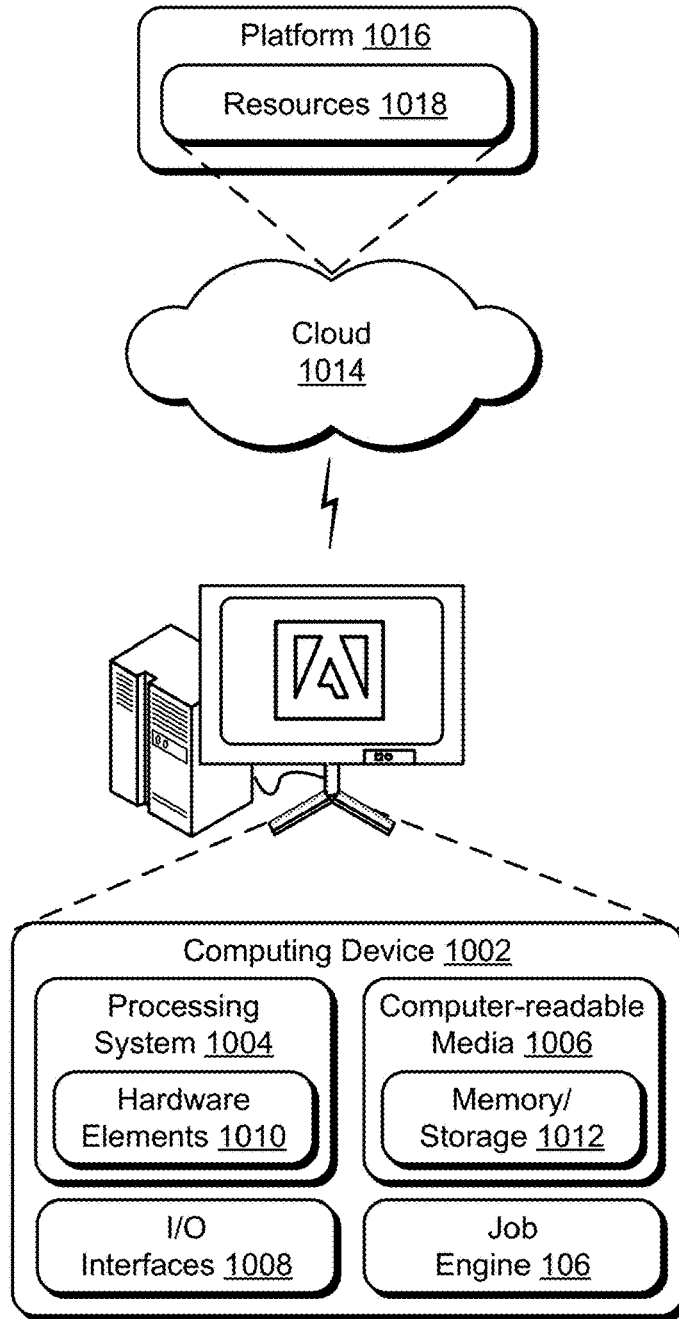 Platform 1016
Resources 1018
Cloud
1014
Computing Device 1002
Processing
System 1004
Hardware
Elements 1010
Computer-readable
Media 1006
Memory/
Storage 1012
I/O
Interfaces 1008
Job
Engine 106